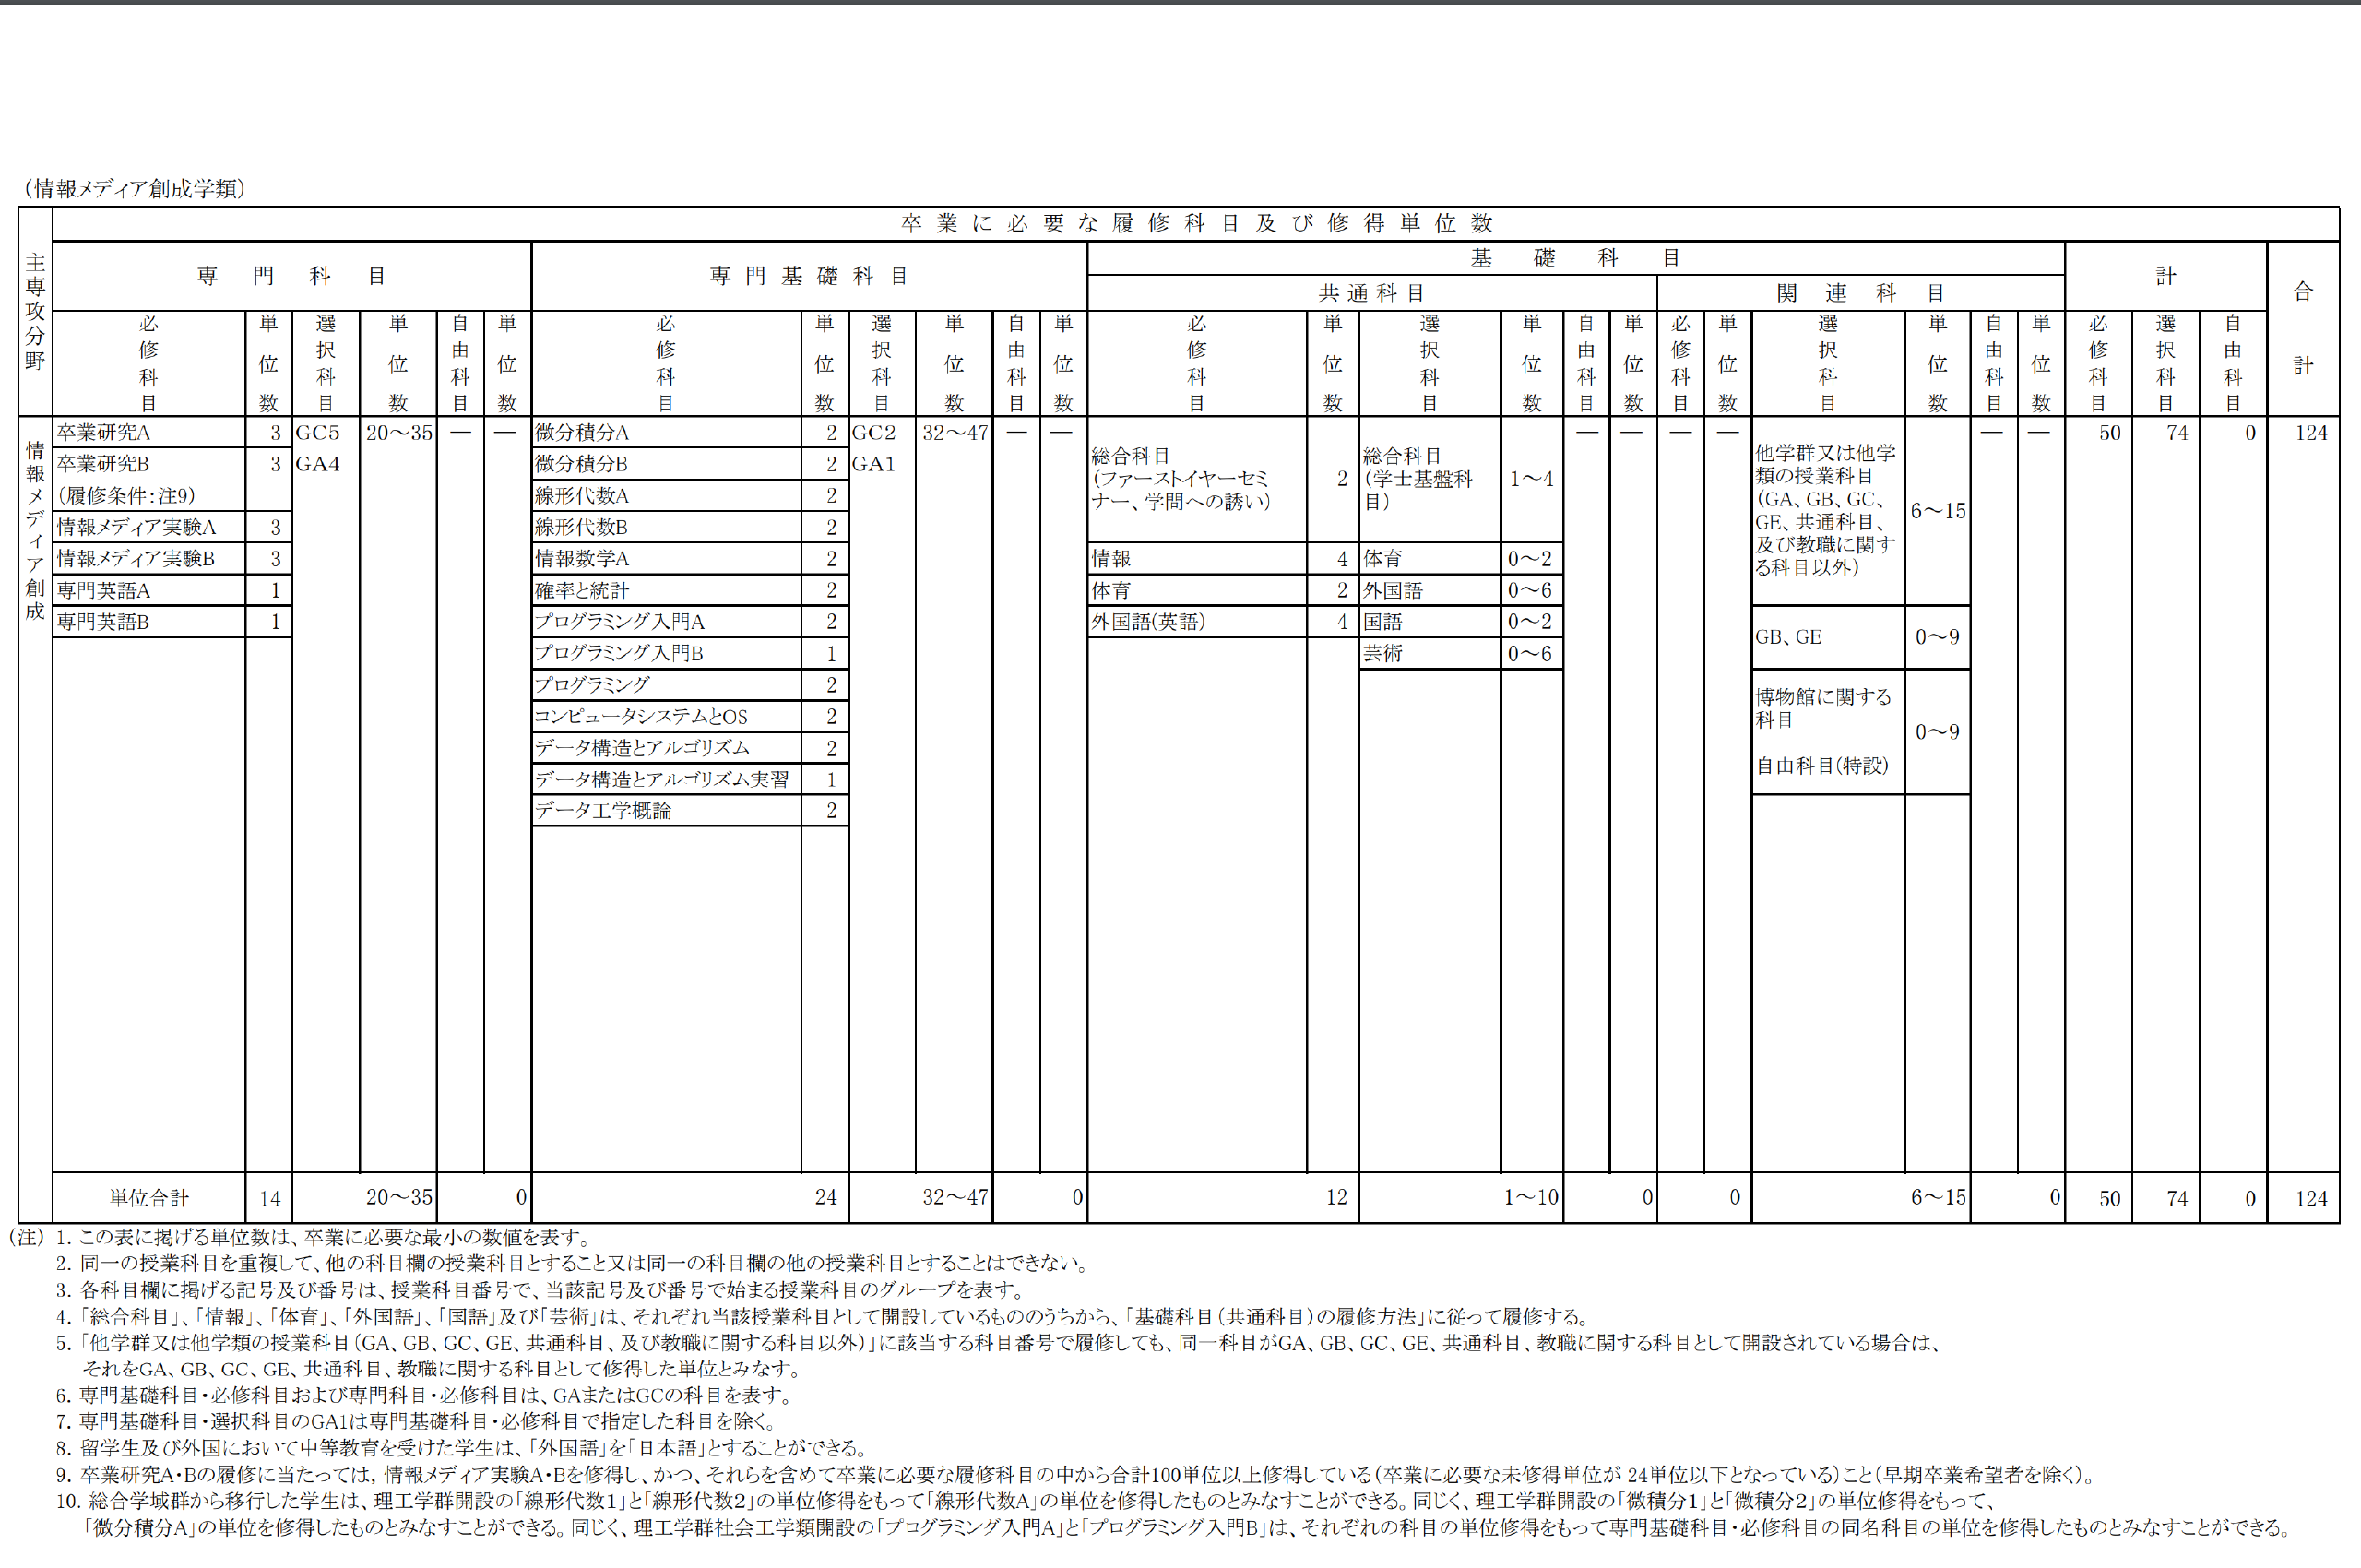 （情報メディア創成学類）
卒業に必要な履修科目及び修得単位数
主専攻分野
専門科目
専門基礎科目
基礎科目
共通科目
関連科目
計
合計
必修科目 単位数 選択科目 単位数 自由科目 単位数 必修科目 単位数 選択科目 単位数 自由科目 単位数 必修科目 単位数 選択科目 単位数 自由科目 単位数 必修科目 単位数 選択科目 単位数 自由科目 単位数 必修科目 選択科目 自由科目
情報メディア創成
卒業研究A 3 GC5 20～35 — —
卒業研究B 3 GA4
（履修条件：注9）
情報メディア実験A 3
情報メディア実験B 3
専門英語A 1
専門英語B 1
微分積分A 2 GC2 32～47 — —
微分積分B 2 GA1
線形代数A 2
線形代数B 2
情報数学A 2
確率と統計 2
プログラミング入門A 2
プログラミング入門B 1
プログラミング 2
コンピュータシステムとOS 2
データ構造とアルゴリズム 2
データ構造とアルゴリズム実習 1
データ工学概論 2
総合科目
（ファーストイヤーセミ
ナー、学問への誘い） 2
情報 4
体育 2
外国語(英語) 4
総合科目
（学士基盤科
目） 1～4
体育 0～2
外国語 0～6
国語 0～2
芸術 0～6
— — — —
他学群又は他学
類の授業科目
（GA、GB、GC、
GE、共通科目、
及び教職に関す
る科目以外） 6～15
GB、GE 0～9
博物館に関する
科目
自由科目(特設) 0～9
— —
50 74 0 124
単位合計 14 20～35 0 24 32～47 0 12 1～10 0 0 6～15 0 50 74 0 124
（注） 1. この表に掲げる単位数は、卒業に必要な最小の数値を表す。
2. 同一の授業科目を重複して、他の科目欄の授業科目とすること又は同一の科目欄の他の授業科目とすることはできない。
3. 各科目欄に掲げる記号及び番号は、授業科目番号で、当該記号及び番号で始まる授業科目のグループを表す。
4. 「総合科目」、「情報」、「体育」、「外国語」、「国語」及び「芸術」は、それぞれ当該授業科目として開設しているもののうちから、「基礎科目（共通科目）の履修方法」に従って履修する。
5. 「他学群又は他学類の授業科目（GA、GB、GC、GE、共通科目、及び教職に関する科目以外）」に該当する科目番号で履修しても、同一科目がGA、GB、GC、GE、共通科目、教職に関する科目として開設されている場合は、
それをGA、GB、GC、GE、共通科目、教職に関する科目として修得した単位とみなす。
6. 専門基礎科目・必修科目および専門科目・必修科目は、GAまたはGCの科目を表す。
7. 専門基礎科目・選択科目のGA1は専門基礎科目・必修科目で指定した科目を除く。
8. 留学生及び外国において中等教育を受けた学生は、「外国語」を「日本語」とすることができる。
9. 卒業研究A・Bの履修に当たっては，情報メディア実験A・Bを修得し、かつ、それらを含めて卒業に必要な履修科目の中から合計100単位以上修得している（卒業に必要な未修得単位が 24単位以下となっている）こと（早期卒業希望者を除く）。
10. 総合学域群から移行した学生は、理工学群開設の「線形代数１」と「線形代数２」の単位修得をもって「線形代数A」の単位を修得したものとみなすことができる。同じく、理工学群開設の「微積分１」と「微積分２」の単位修得をもって、
「微分積分A」の単位を修得したものとみなすことができる。同じく、理工学群社会工学類開設の「プログラミング入門A」と「プログラミング入門B」は、それぞれの科目の単位修得をもって専門基礎科目・必修科目の同名科目の単位を修得したものとみなすことができる。